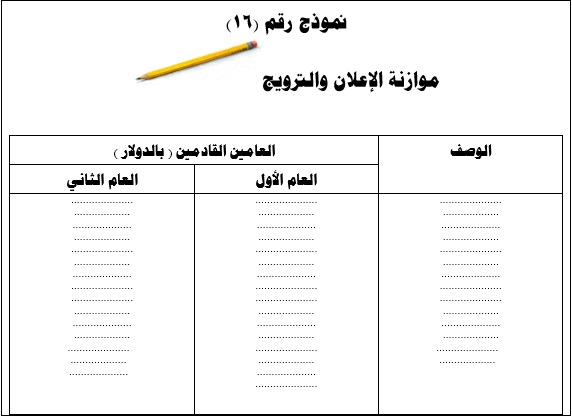 نموذج رقم (١٦)
موازنة الإعلان والترويج
الوصف
العامين القادمين ( بالدولار )
العام الأول
العام الثاني